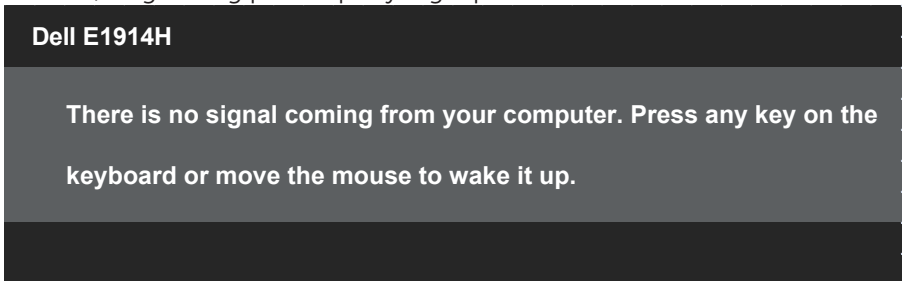 Dell E1914H
There is no signal coming from your computer. Press any key on the
keyboard or move the mouse to wake it up.